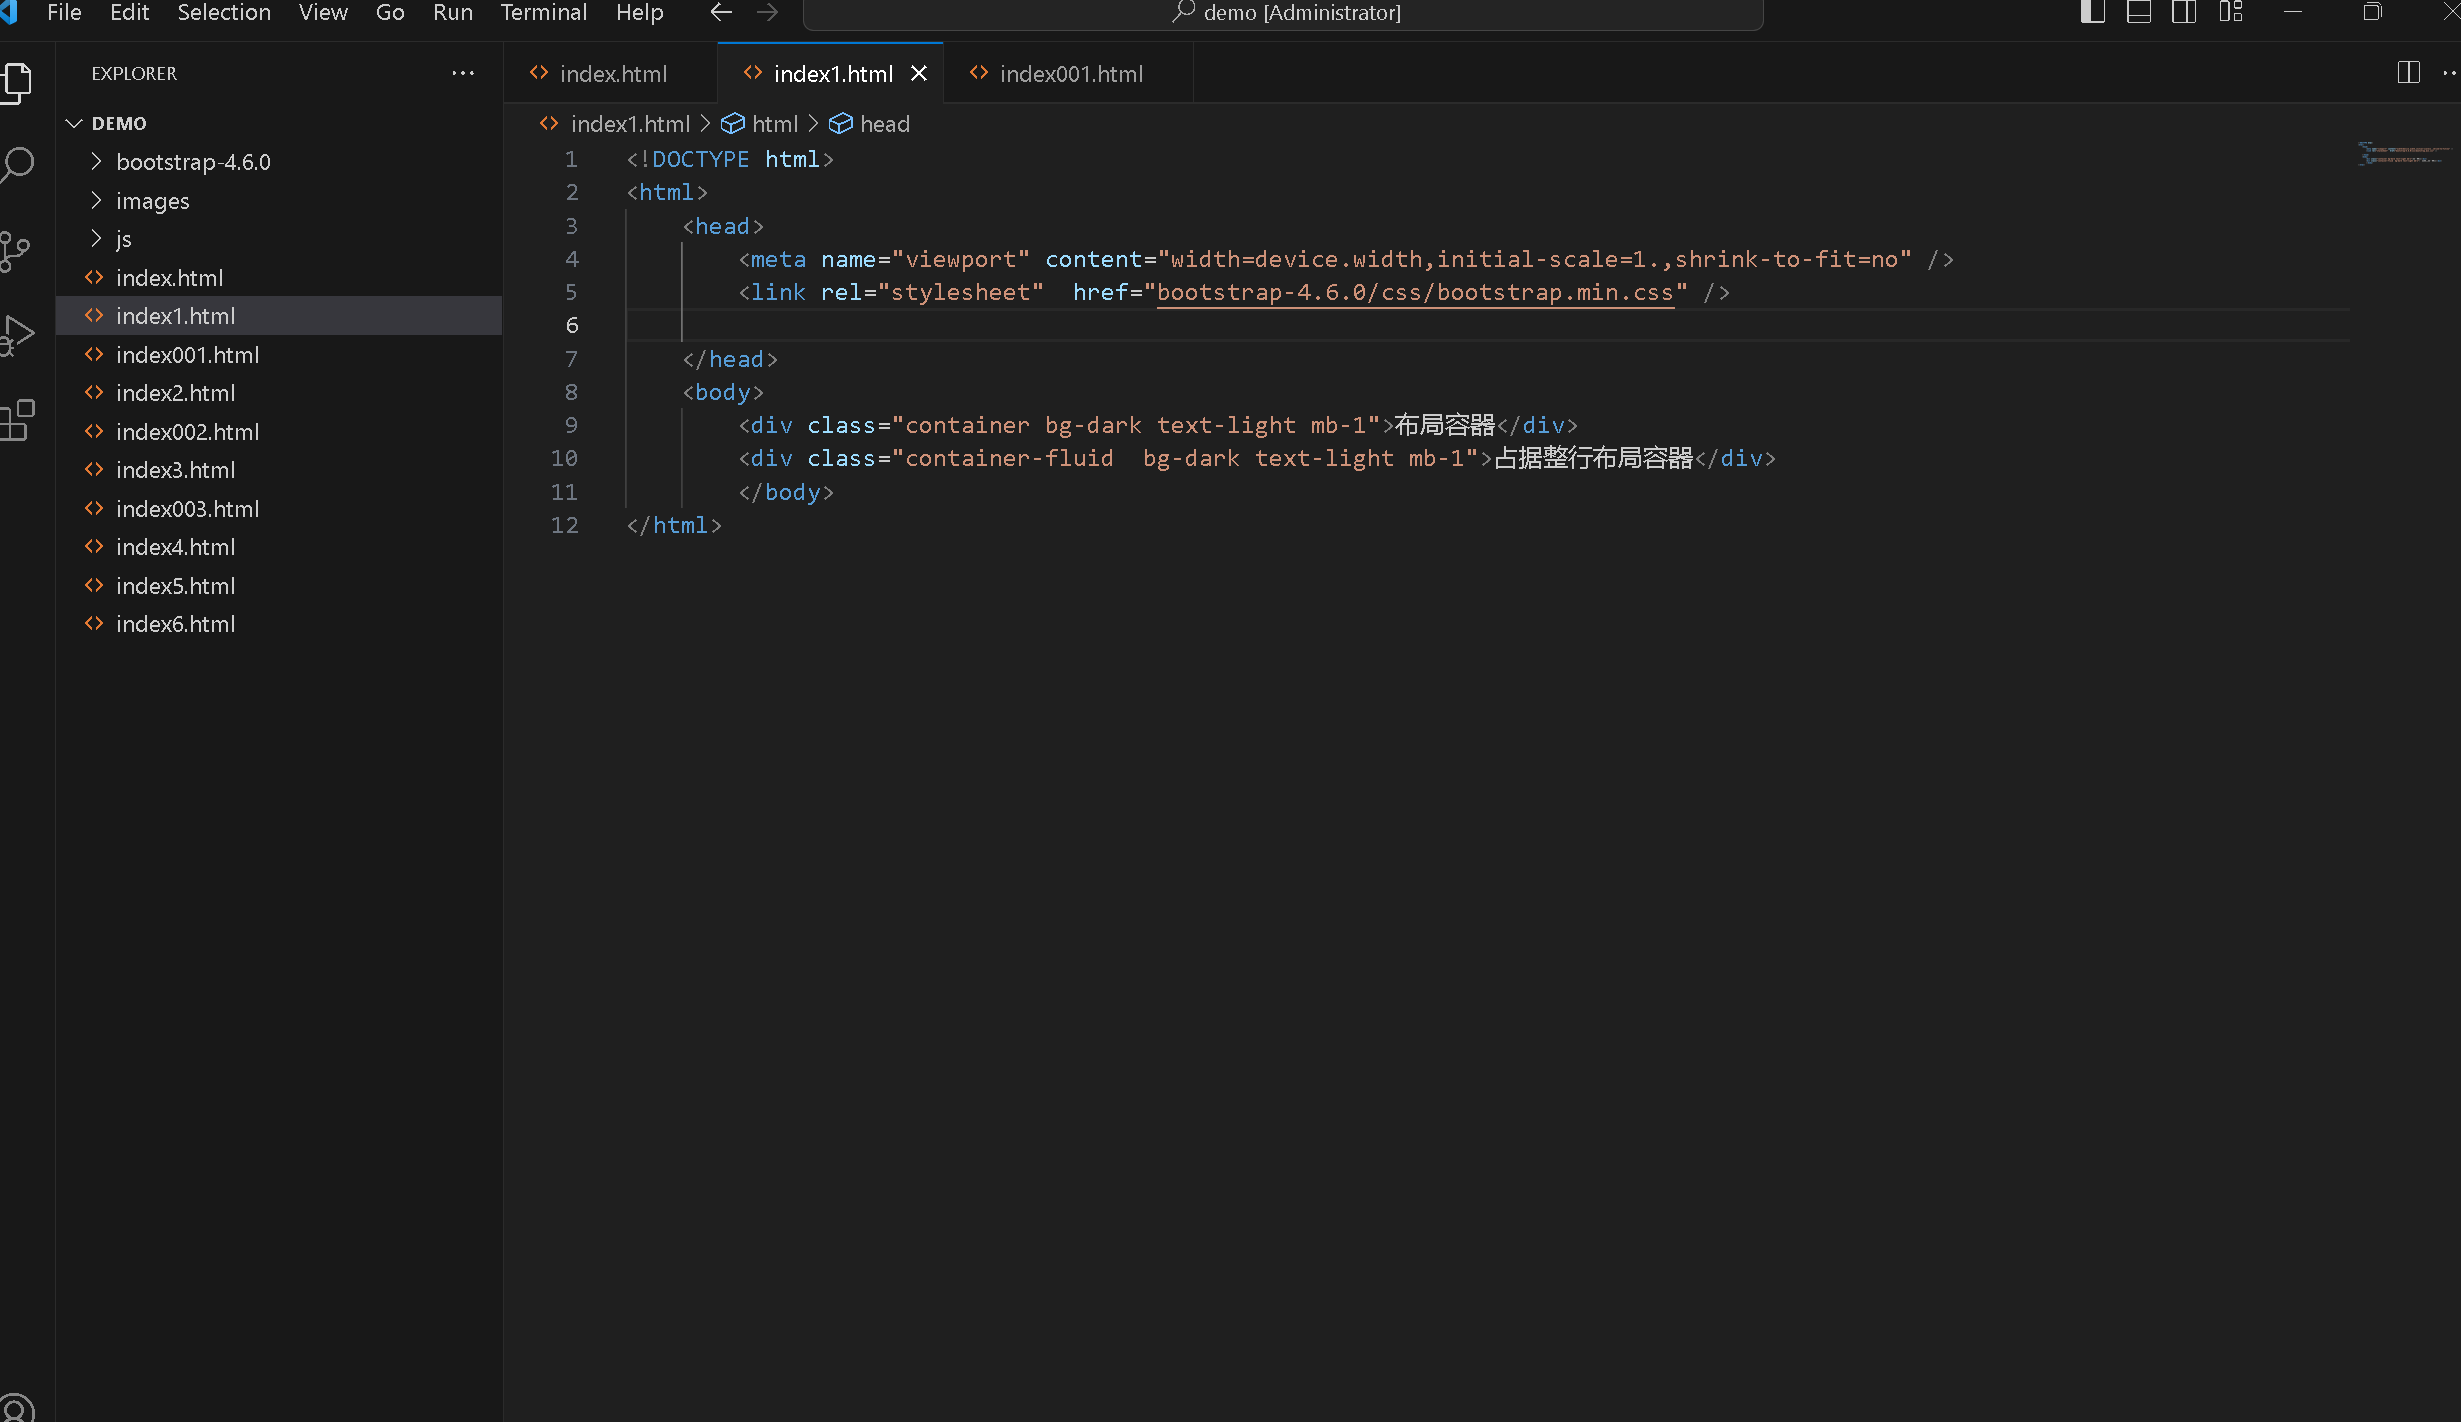 File Edit Selection View Go Run Terminal Help
demo [Administrator]
EXPLORER
DEMO
bootstrap-4.6.0
images
js
index.html
index1.html
index001.html
index2.html
index002.html
index3.html
index003.html
index4.html
index5.html
index6.html
index.html index1.html index001.html
index1.html > html > head
1 <!DOCTYPE html>
2 <html>
3 <head>
4 <meta name="viewport" content="width=device.width,initial-scale=1.,shrink-to-fit=no" />
5 <link rel="stylesheet"  href="bootstrap-4.6.0/css/bootstrap.min.css" />
6
7 </head>
8 <body>
9 <div class="container bg-dark text-light mb-1">布局容器</div>
10 <div class="container-fluid  bg-dark text-light mb-1">占据整行布局容器</div>
11 </body>
12 </html>